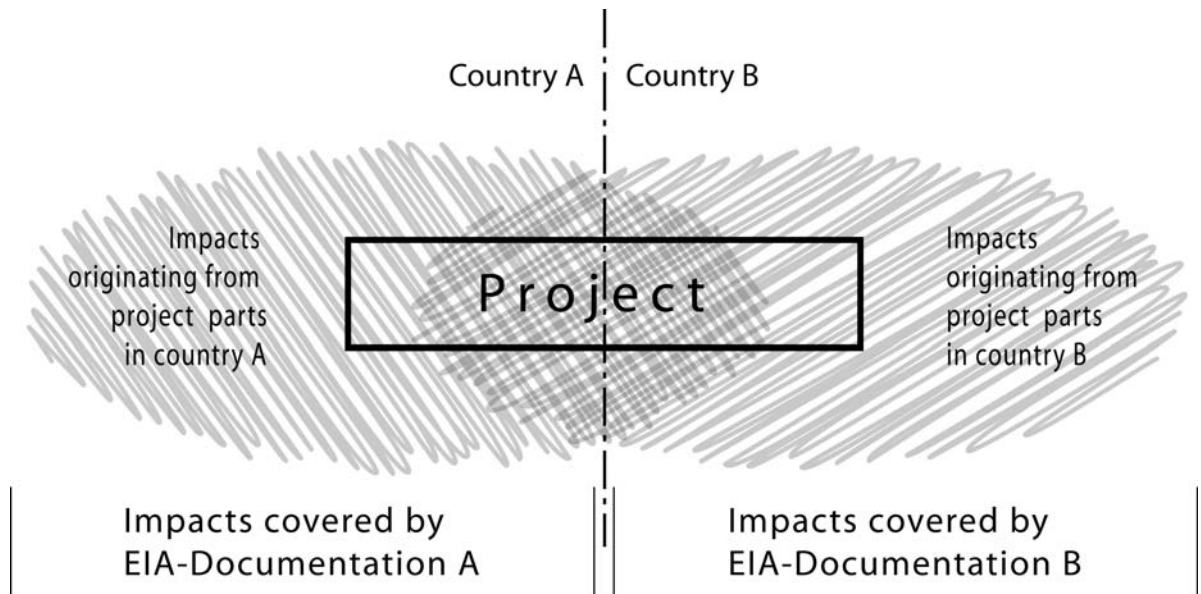 Country A
Country B
Impacts
originating from
project parts
in country A
Project
Impacts
originating from
project parts
in country B
Impacts covered by
EIA-Documentation A
Impacts covered by
EIA-Documentation B